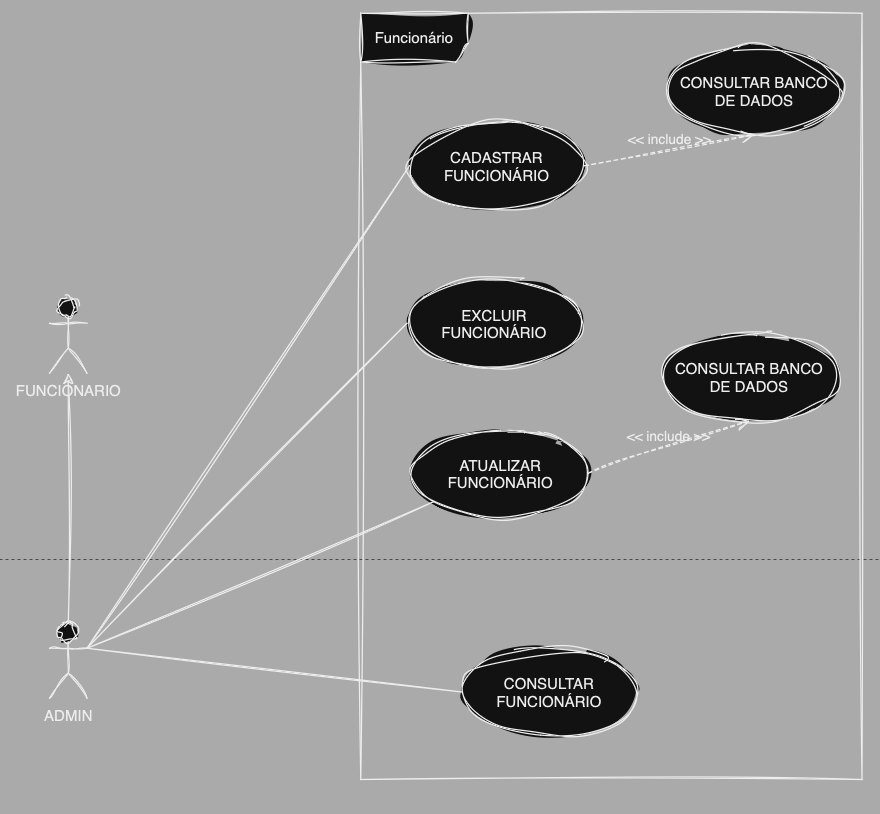 Funcionário
CONSULTAR BANCO
DE DADOS
<< include >>
CADASTRAR
FUNCIONÁRIO
EXCLUIR
FUNCIONÁRIO
CONSULTAR BANCO
DE DADOS
FUNCIONARIO
<< include >>
ATUALIZAR
FUNCIONÁRIO
CONSULTAR
FUNCIONÁRIO
ADMIN